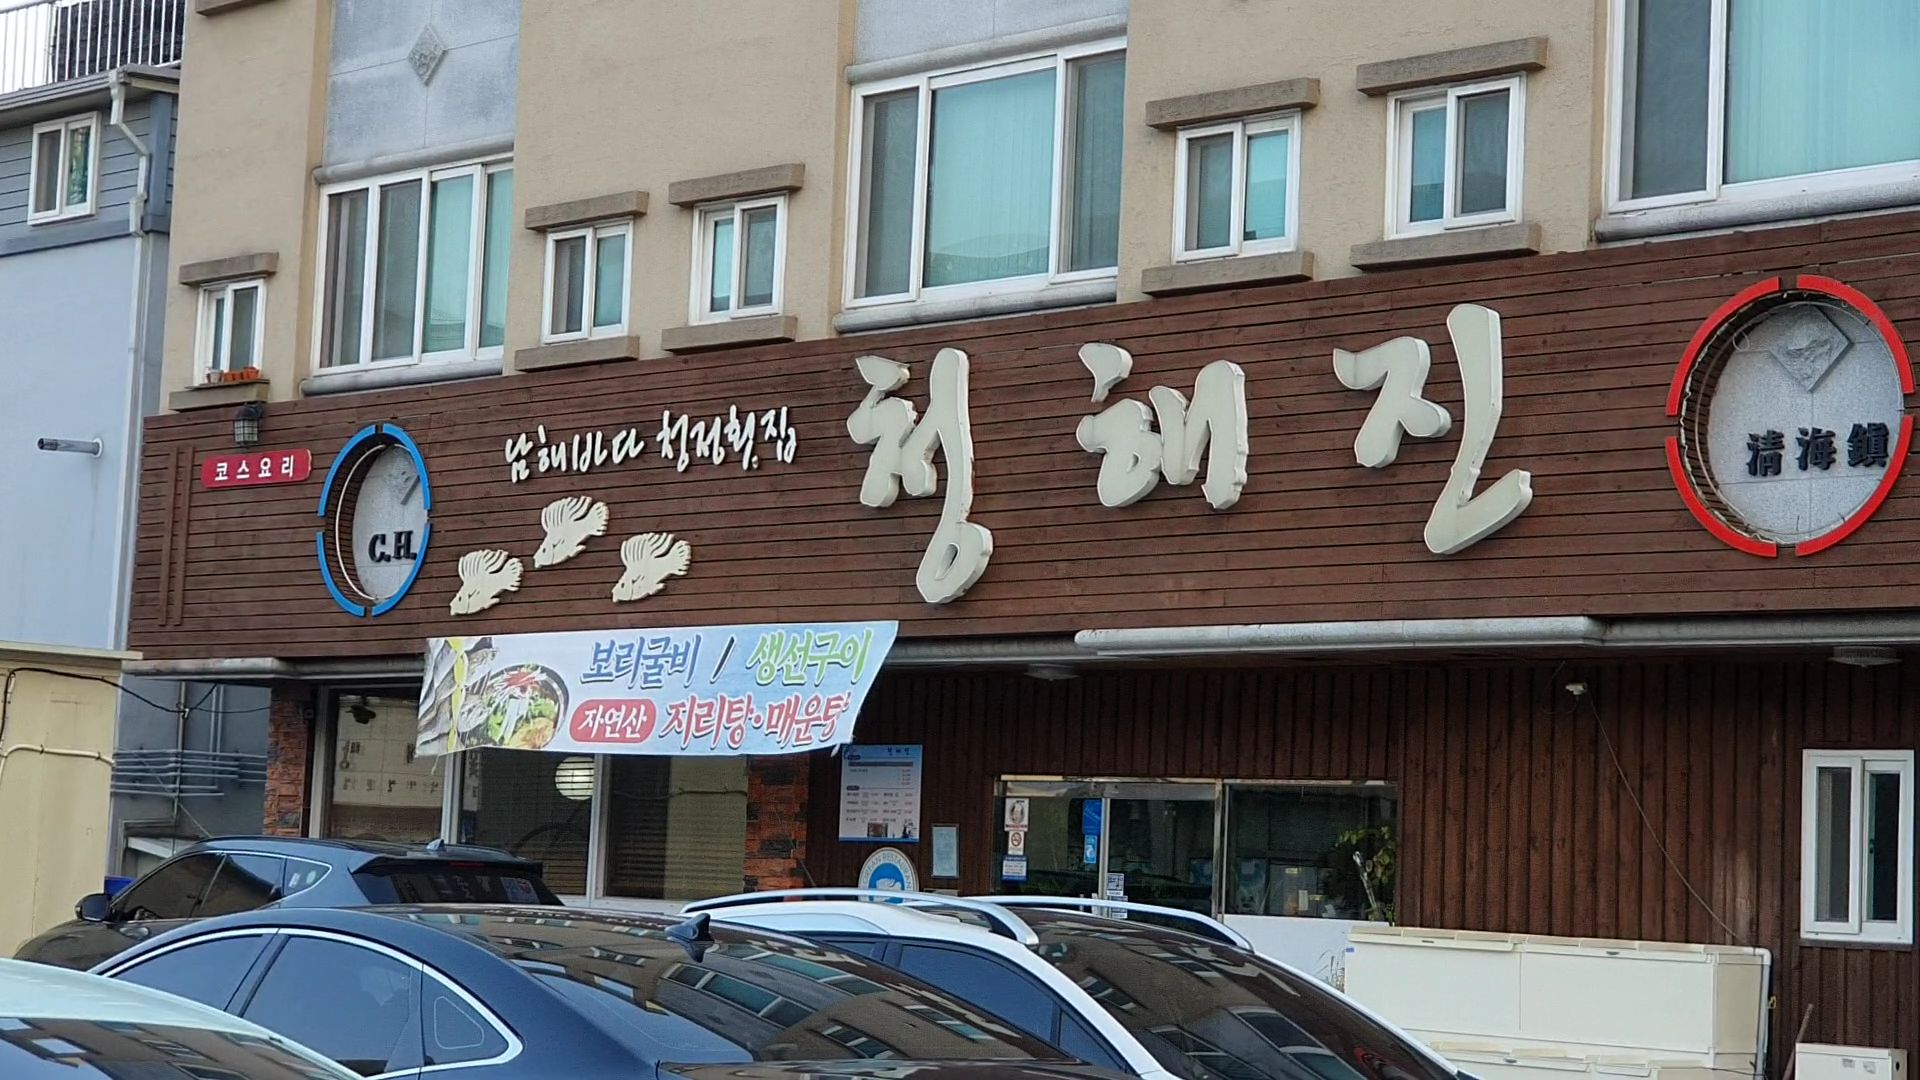 코스요리
C.H.
남해바다 청정횟집
청해진
清海鎭
보리굴비 / 생선구이
자연산 지리탕·매운탕